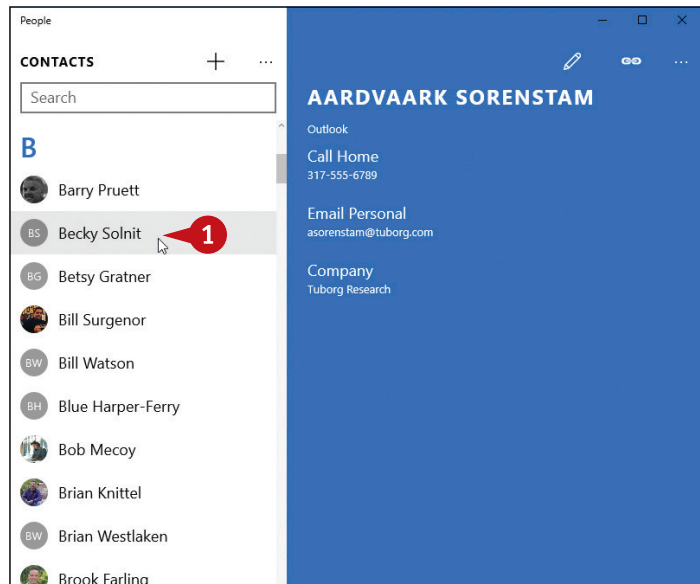 People
CONTACTS
Search
B
Barry Pruett
BS Becky Solnit
1
BG Betsy Gratner
Bill Surgenor
BW Bill Watson
BH Blue Harper-Ferry
Bob Mecoy
Brian Knittel
BW Brian Westlaken
Brook Farling
AARDVAARK SORENSTAM
Outlook
Call Home
317-555-6789
Email Personal
asorenstam@tuborg.com
Company
Tuborg Research